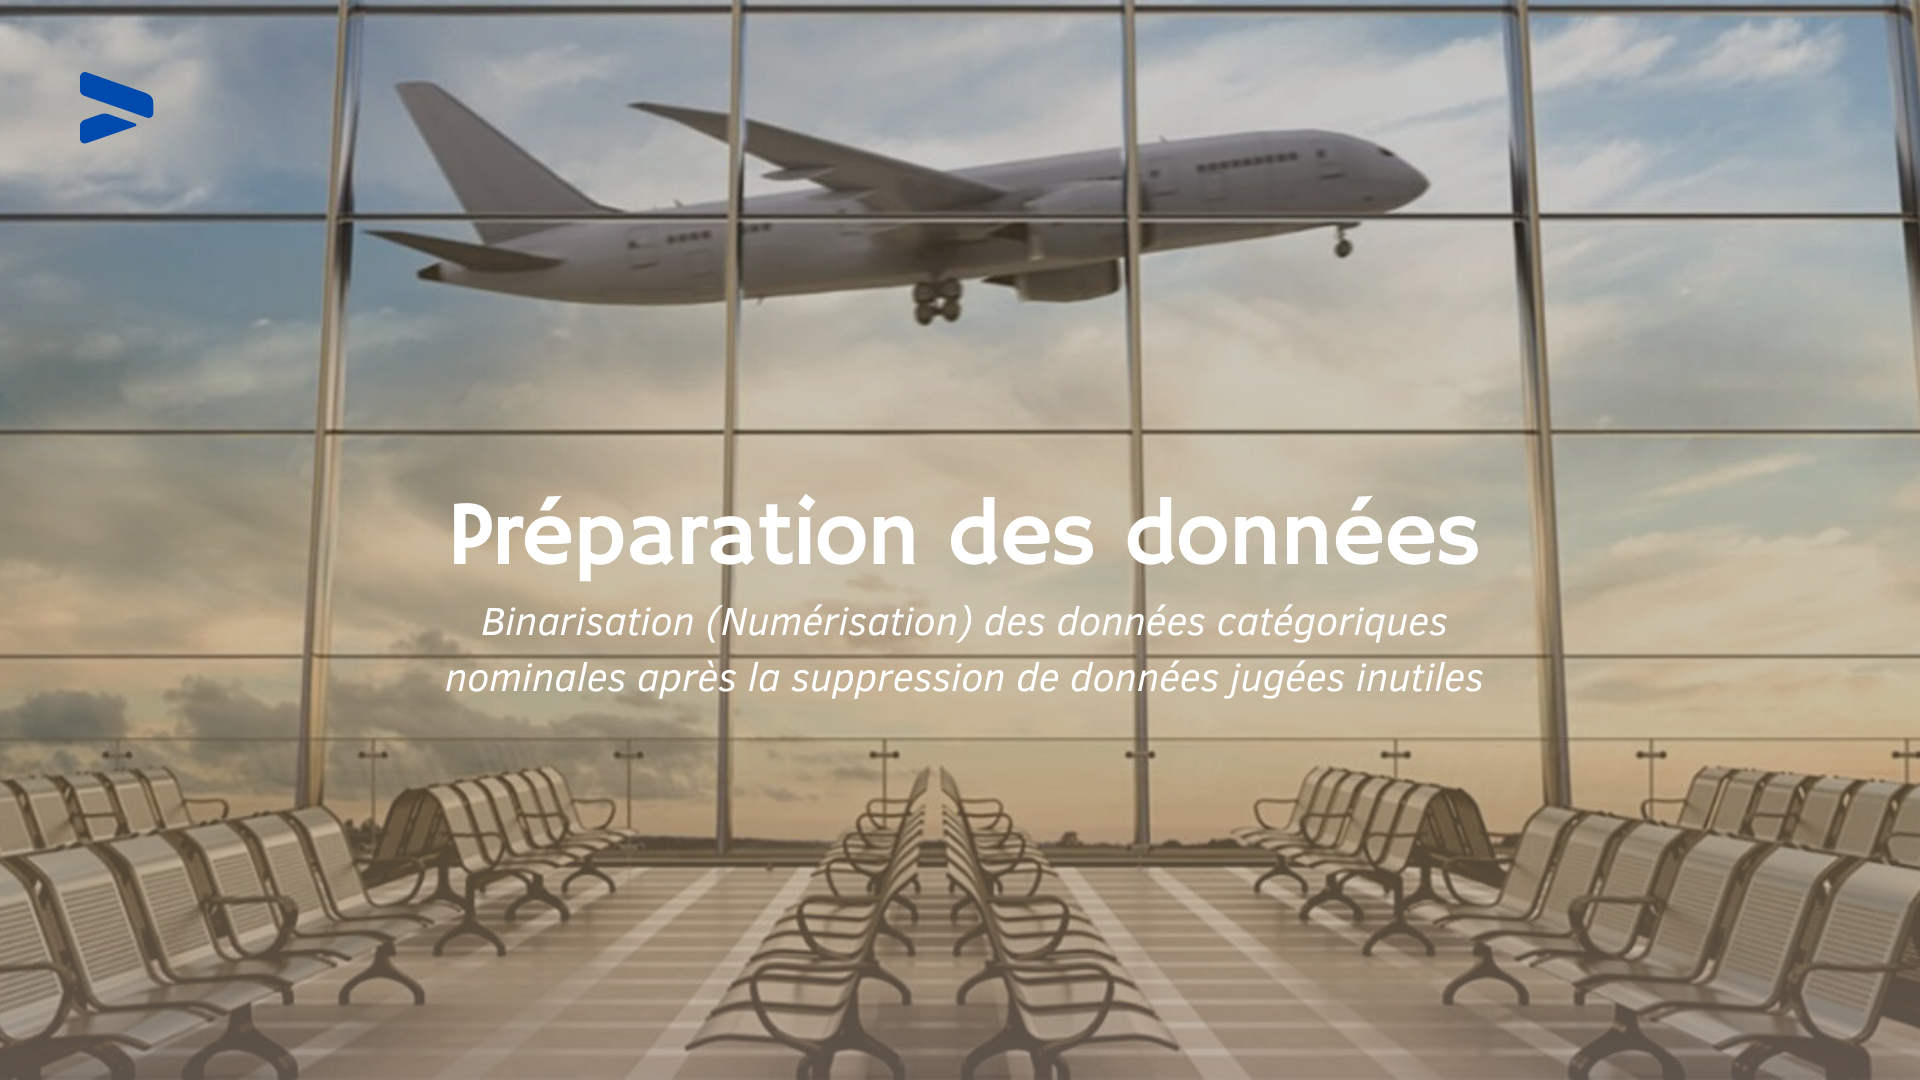 Préparation des données
Binarisation (Numérisation) des données catégoriques
nominales après la suppression de données jugées inutiles